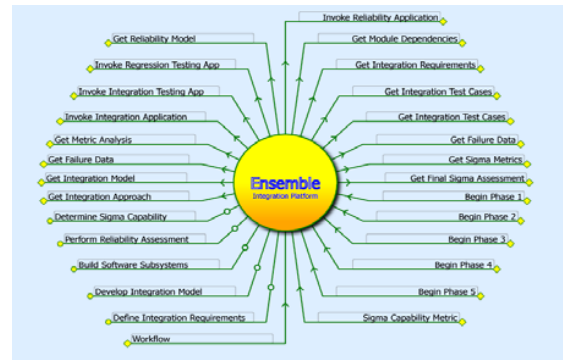 Invoke Reliability Application
Get Reliability Model
Get Module Dependencies
Invoke Regression Testing App
Get Integration Requirements
Invoke Integration Testing App
Get Integration Test Cases
Invoke Integration Application
Get Integration Test Cases
Get Metric Analysis
Get Failure Data
Get Failure Data
Get Sigma Metrics
Get Integration Model
Get Final Sigma Assessment
Get Integration Approach
Begin Phase 1
Ensemble
Integration Platform
Determine Sigma Capability
Begin Phase 2
Perform Reliability Assessment
Begin Phase 3
Build Software Subsystems
Begin Phase 4
Develop Integration Model
Begin Phase 5
Define Integration Requirements
Sigma Capability Metric
Workflow